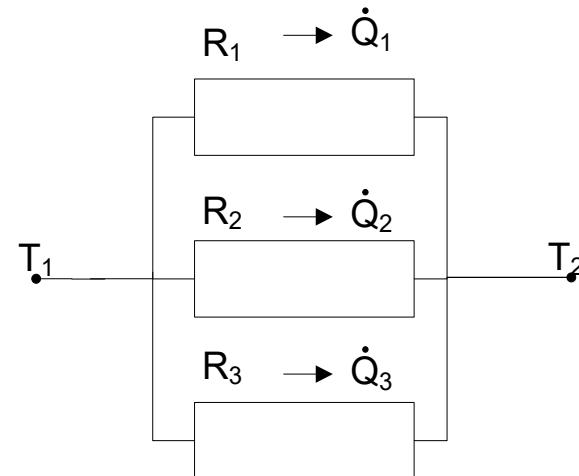 R₁ → Q̇₁
R₂ → Q̇₂
T₁
T₂
R₃ → Q̇₃